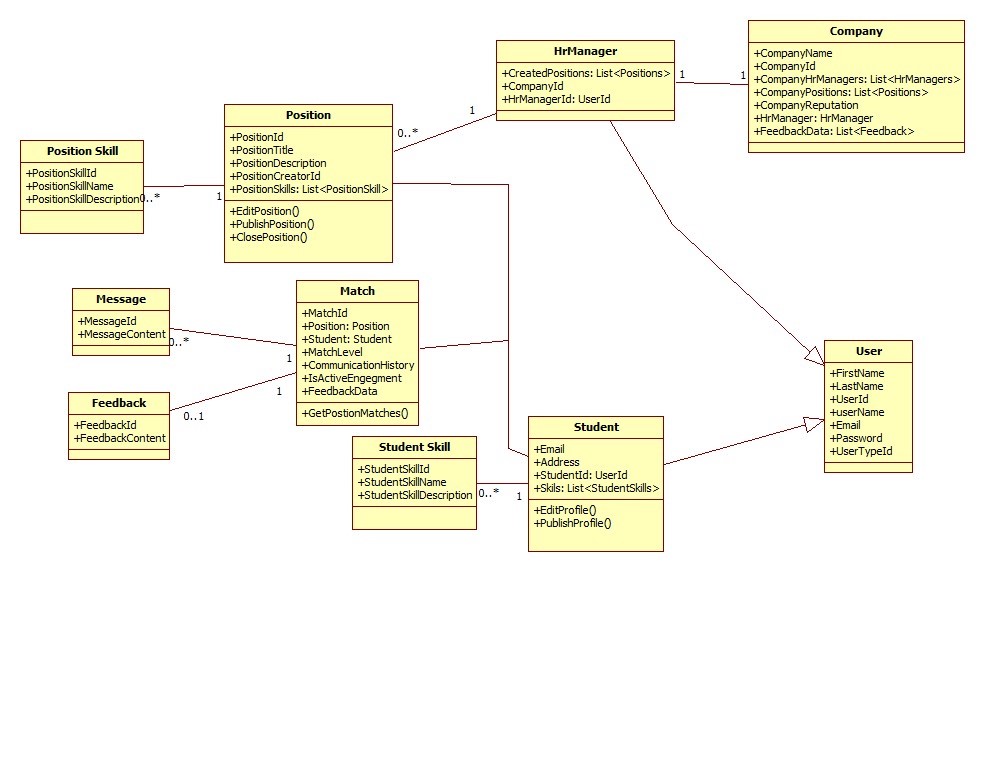 Company
+CompanyName
+CompanyId
+CompanyHrManagers: List<HrManagers>
+CompanyPositions: List<Positions>
+CompanyReputation
+HrManager: HrManager
+FeedbackData: List<Feedback>
HrManager
+CreatedPositions: List<Positions>
+CompanyId
+HrManagerId: UserId
1
1
1
0..*
Position
+PositionId
+PositionTitle
+PositionDescription
+PositionCreatorId
+PositionSkills: List<PositionSkill>
+EditPosition()
+PublishPosition()
+ClosePosition()
Position Skill
+PositionSkillId
+PositionSkillName
+PositionSkillDescription
0..*
1
Match
+MatchId
+Position: Position
+Student: Student
+MatchLevel
+CommunicationHistory
+IsActiveEngegment
+FeedbackData
+GetPostionMatches()
Message
+MessageId
+MessageContent
0..*
1
Feedback
+FeedbackId
+FeedbackContent
0..1
1
User
+FirstName
+LastName
+UserId
+userName
+Email
+Password
+UserTypeId
Student
+Email
+Address
+StudentId: UserId
+Skils: List<StudentSkills>
+EditProfile()
+PublishProfile()
Student Skill
+StudentSkillId
+StudentSkillName
+StudentSkillDescription
0..*
1